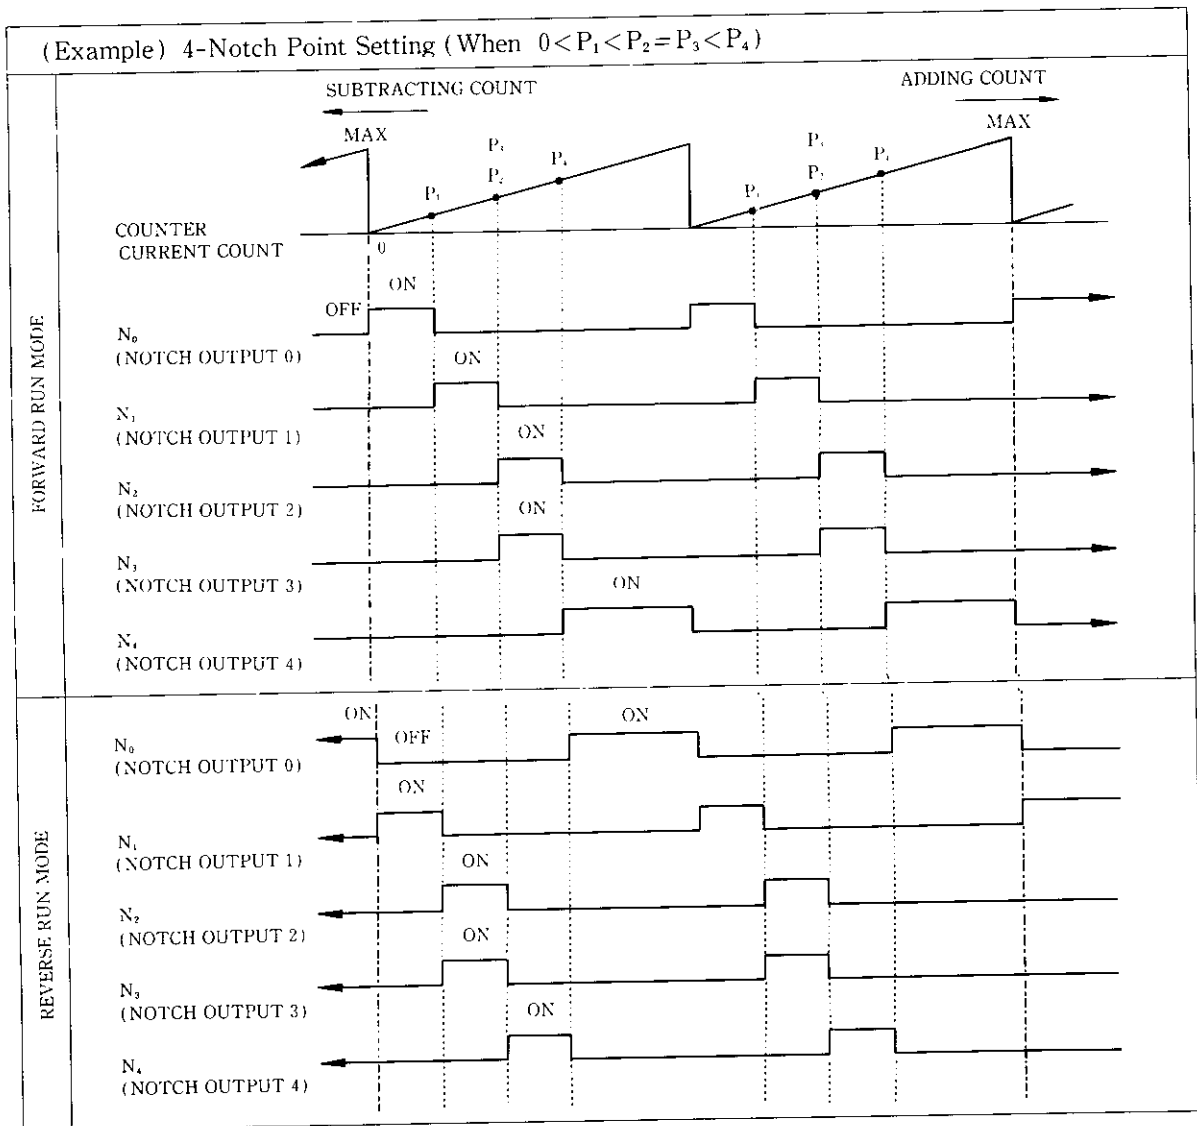 (Example) 4-Notch Point Setting (When 0<P₁<P₂=P₃<P₄)
SUBTRACTING COUNT
ADDING COUNT
MAX
MAX
P₃
P₁
P₂
P₄
P₁
P₂
COUNTER
CURRENT COUNT
0
FORWARD RUN MODE
ON
OFF
N₀
(NOTCH OUTPUT 0)
ON
N₁
(NOTCH OUTPUT 1)
ON
N₂
(NOTCH OUTPUT 2)
ON
N₃
(NOTCH OUTPUT 3)
ON
N₄
(NOTCH OUTPUT 4)
REVERSE RUN MODE
ON
OFF
ON
N₀
(NOTCH OUTPUT 0)
ON
N₁
(NOTCH OUTPUT 1)
ON
N₂
(NOTCH OUTPUT 2)
ON
N₃
(NOTCH OUTPUT 3)
ON
N₄
(NOTCH OUTPUT 4)